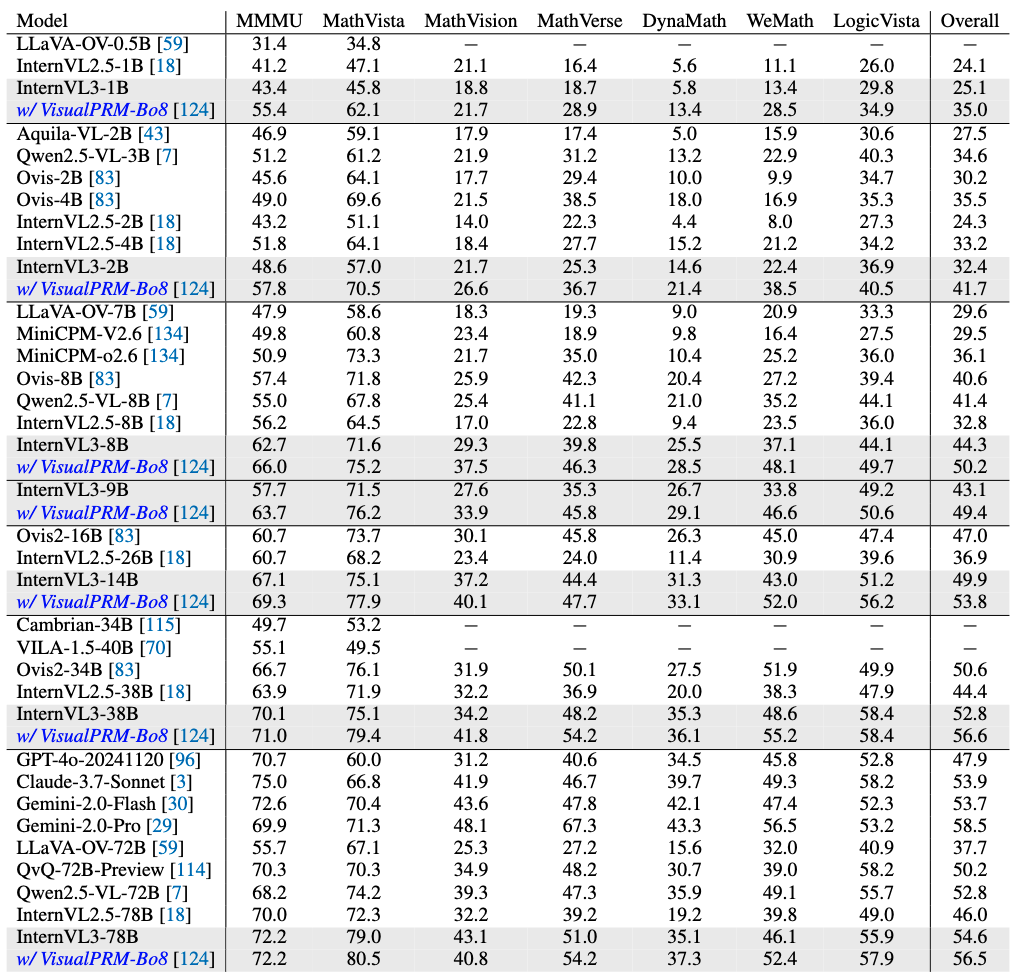 Model MMMU MathVista MathVision MathVerse DynaMath WeMath LogicVista Overall
LLaVA-OV-0.5B [59] 31.4 34.8 — — — — — —
InternVL2.5-1B [18] 41.2 47.1 21.1 16.4 5.6 11.1 26.0 24.1
InternVL3-1B 43.4 45.8 18.8 18.7 5.8 13.4 29.8 25.1
w/ VisualPRM-Bo8 [124] 55.4 62.1 21.7 28.9 13.4 28.5 34.9 35.0
Aquila-VL-2B [43] 46.9 59.1 17.9 17.4 5.0 15.9 30.6 27.5
Qwen2.5-VL-3B [7] 51.2 61.2 21.9 31.2 13.2 22.9 40.3 34.6
Ovis-2B [83] 45.6 64.1 17.7 29.4 10.0 9.9 34.7 30.2
Ovis-4B [83] 49.0 69.6 21.5 38.5 18.0 16.9 35.3 35.5
InternVL2.5-2B [18] 43.2 51.1 14.0 22.3 4.4 8.0 27.3 24.3
InternVL2.5-4B [18] 51.8 64.1 18.4 27.7 15.2 21.2 34.2 33.2
InternVL3-2B 48.6 57.0 21.7 25.3 14.6 22.4 36.9 32.4
w/ VisualPRM-Bo8 [124] 57.8 70.5 26.6 36.7 21.4 38.5 40.5 41.7
LLaVA-OV-7B [59] 47.9 58.6 18.3 19.3 9.0 20.9 33.3 29.6
MiniCPM-V2.6 [134] 49.8 60.8 23.4 18.9 9.8 16.4 27.5 29.5
MiniCPM-o2.6 [134] 50.9 73.3 21.7 35.0 10.4 25.2 36.0 36.1
Ovis-8B [83] 57.4 71.8 25.9 42.3 20.4 27.2 39.4 40.6
Qwen2.5-VL-8B [7] 55.0 67.8 25.4 41.1 21.0 35.2 44.1 41.4
InternVL2.5-8B [18] 56.2 64.5 17.0 22.8 9.4 23.5 36.0 32.8
InternVL3-8B 62.7 71.6 29.3 39.8 25.5 37.1 44.1 44.3
w/ VisualPRM-Bo8 [124] 66.0 75.2 37.5 46.3 28.5 48.1 49.7 50.2
InternVL3-9B 57.7 71.5 27.6 35.3 26.7 33.8 49.2 43.1
w/ VisualPRM-Bo8 [124] 63.7 76.2 33.9 45.8 29.1 46.6 50.6 49.4
Ovis2-16B [83] 60.7 73.7 30.1 45.8 26.3 45.0 47.4 47.0
InternVL2.5-26B [18] 60.7 68.2 23.4 24.0 11.4 30.9 39.6 36.9
InternVL3-14B 67.1 75.1 37.2 44.4 31.3 43.0 51.2 49.9
w/ VisualPRM-Bo8 [124] 69.3 77.9 40.1 47.7 33.1 52.0 56.2 53.8
Cambrian-34B [115] 49.7 53.2 — — — — — —
VILA-1.5-40B [70] 55.1 49.5 — — — — — —
Ovis2-34B [83] 66.7 76.1 31.9 50.1 27.5 51.9 49.9 50.6
InternVL2.5-38B [18] 63.9 71.9 32.2 36.9 20.0 38.3 47.9 44.4
InternVL3-38B 70.1 75.1 34.2 48.2 35.3 48.6 58.4 52.8
w/ VisualPRM-Bo8 [124] 71.0 79.4 41.8 54.2 36.1 55.2 58.4 56.6
GPT-4o-20241120 [96] 70.7 60.0 31.2 40.6 34.5 45.8 52.8 47.9
Claude-3.7-Sonnet [3] 75.0 66.8 41.9 46.7 39.7 49.3 58.2 53.9
Gemini-2.0-Flash [30] 72.6 70.4 43.6 47.8 42.1 47.4 52.3 53.7
Gemini-2.0-Pro [29] 69.9 71.3 48.1 67.3 43.3 56.5 53.2 58.5
LLaVA-OV-72B [59] 55.7 67.1 25.3 27.2 15.6 32.0 40.9 37.7
QvQ-72B-Preview [114] 70.3 70.3 34.9 48.2 30.7 39.0 58.2 50.2
Qwen2.5-VL-72B [7] 68.2 74.2 39.3 47.3 35.9 49.1 55.7 52.8
InternVL2.5-78B [18] 70.0 72.3 32.2 39.2 19.2 39.8 49.0 46.0
InternVL3-78B 72.2 79.0 43.1 51.0 35.1 46.1 55.9 54.6
w/ VisualPRM-Bo8 [124] 72.2 80.5 40.8 54.2 37.3 52.4 57.9 56.5